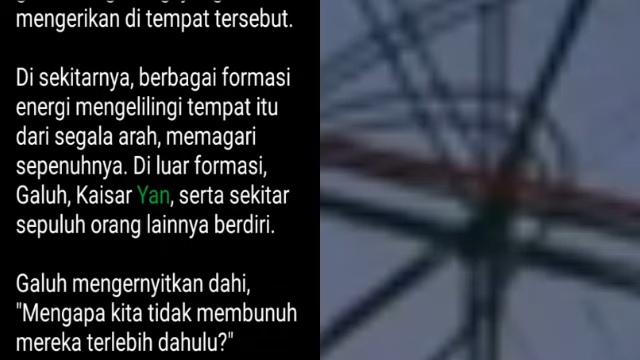 mengerikan di tempat tersebut.
Di sekitarnya, berbagai formasi
energi mengelilingi tempat itu
dari segala arah, memagari
sepenuhnya. Di luar formasi,
Galuh, Kaisar Yan, serta sekitar
sepuluh orang lainnya berdiri.
Galuh mengernyitkan dahi,
"Mengapa kita tidak membunuh
mereka terlebih dahulu?"